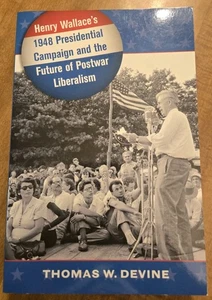 Henry Wallace's
1948 Presidential
Campaign and the
Future of Postwar
Liberalism
THOMAS W. DEVINE